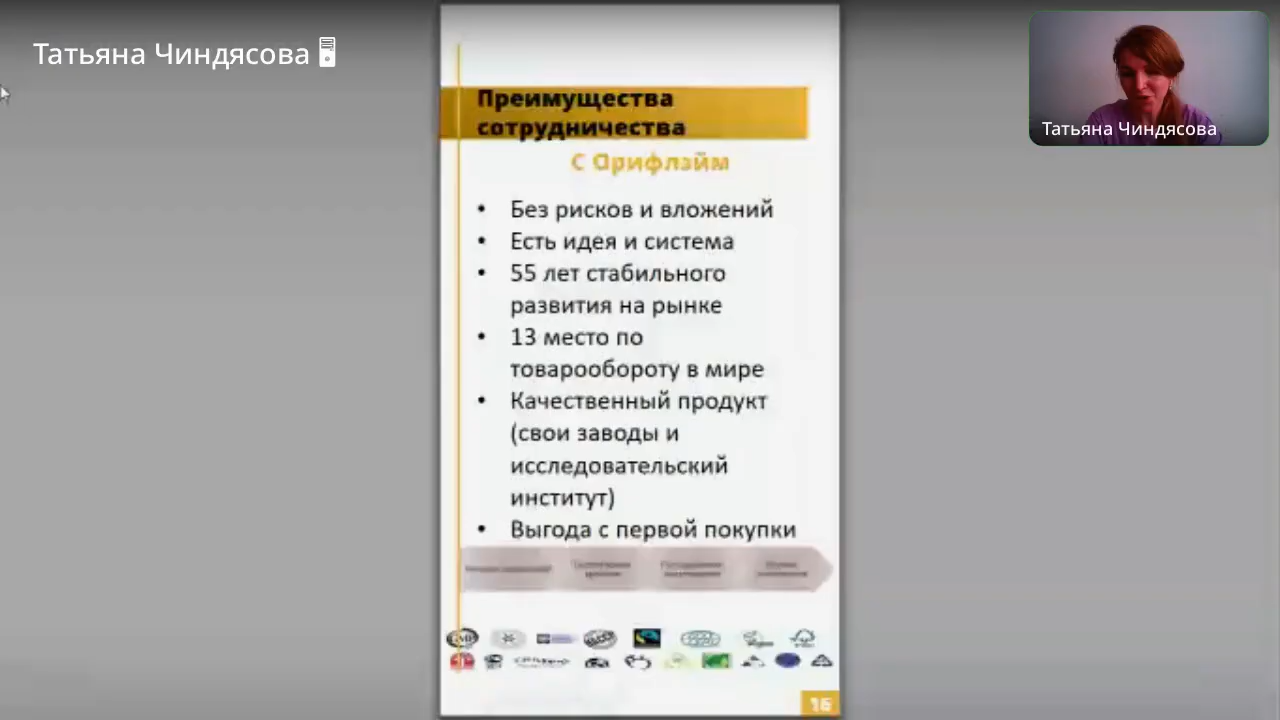 Татьяна Чиндясова
Татьяна Чиндясова
Преимущества
сотрудничества
С Орифлэйм
• Без рисков и вложений
• Есть идея и система
• 55 лет стабильного
развития на рынке
• 13 место по
товарообороту в мире
• Качественный продукт
(свои заводы и
исследовательский
институт)
• Выгода с первой покупки
16